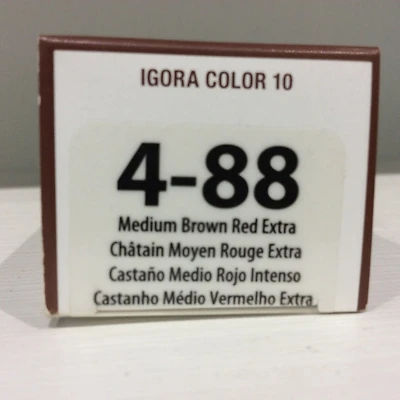 IGORA COLOR 10
4-88
Medium Brown Red Extra
Châtain Moyen Rouge Extra
Castaño Medio Rojo Intenso
Castanho Médio Vermelho Extra